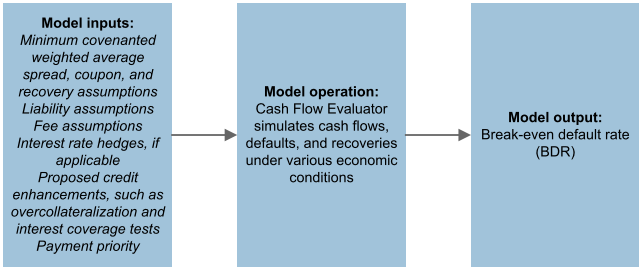 Model inputs:
Minimum covenanted
weighted average
spread, coupon, and
recovery assumptions
Liability assumptions
Fee assumptions
Interest rate hedges, if
applicable
Proposed credit
enhancements, such as
overcollateralization and
interest coverage tests
Payment priority
Model operation:
Cash Flow Evaluator
simulates cash flows,
defaults, and recoveries
under various economic
conditions
Model output:
Break-even default rate
(BDR)